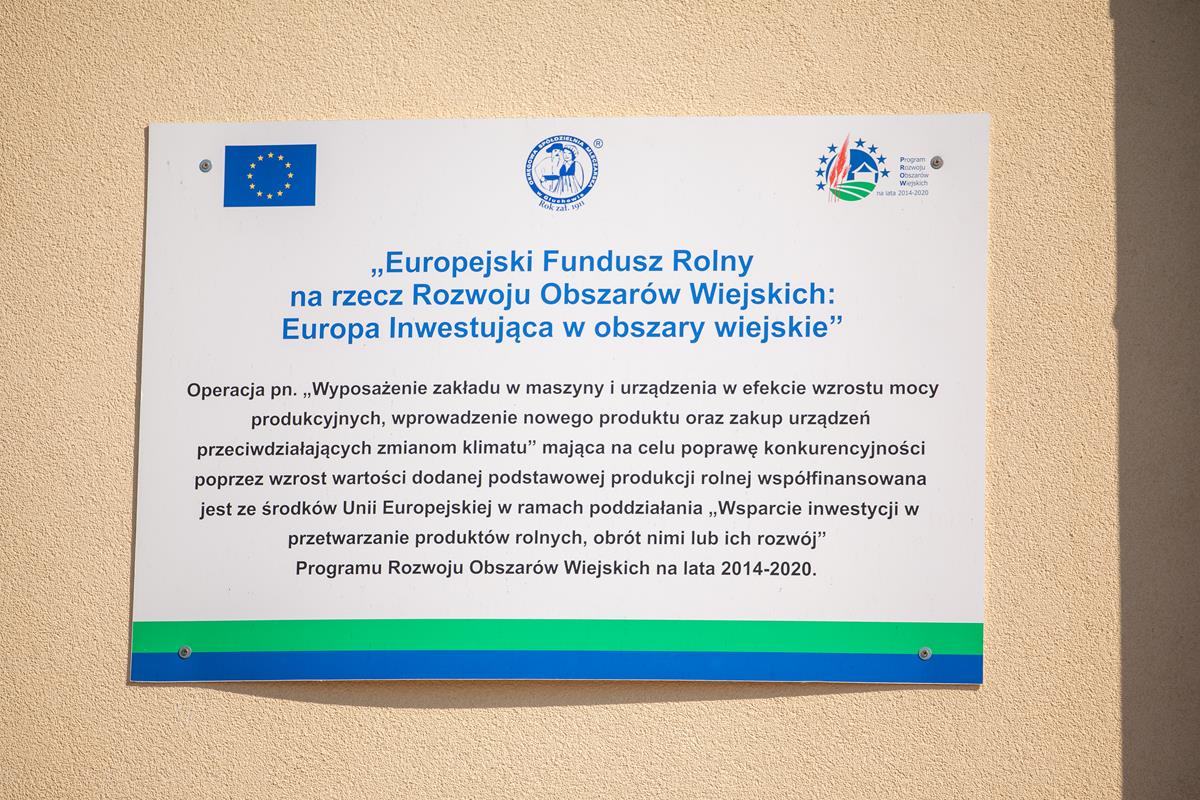 OKRĘGOWA SPÓŁDZIELNIA MLECZARSKA
w Głuchowie
Rok zał. 1911
®
Program
Rozwoju
Obszarów
Wiejskich
na lata 2014-2020
„Europejski Fundusz Rolny
na rzecz Rozwoju Obszarów Wiejskich:
Europa Inwestująca w obszary wiejskie”
Operacja pn. „Wyposażenie zakładu w maszyny i urządzenia w efekcie wzrostu mocy
produkcyjnych, wprowadzenie nowego produktu oraz zakup urządzeń
przeciwdziałających zmianom klimatu” mająca na celu poprawę konkurencyjności
poprzez wzrost wartości dodanej podstawowej produkcji rolnej współfinansowana
jest ze środków Unii Europejskiej w ramach poddziałania „Wsparcie inwestycji w
przetwarzanie produktów rolnych, obrót nimi lub ich rozwój”
Programu Rozwoju Obszarów Wiejskich na lata 2014-2020.